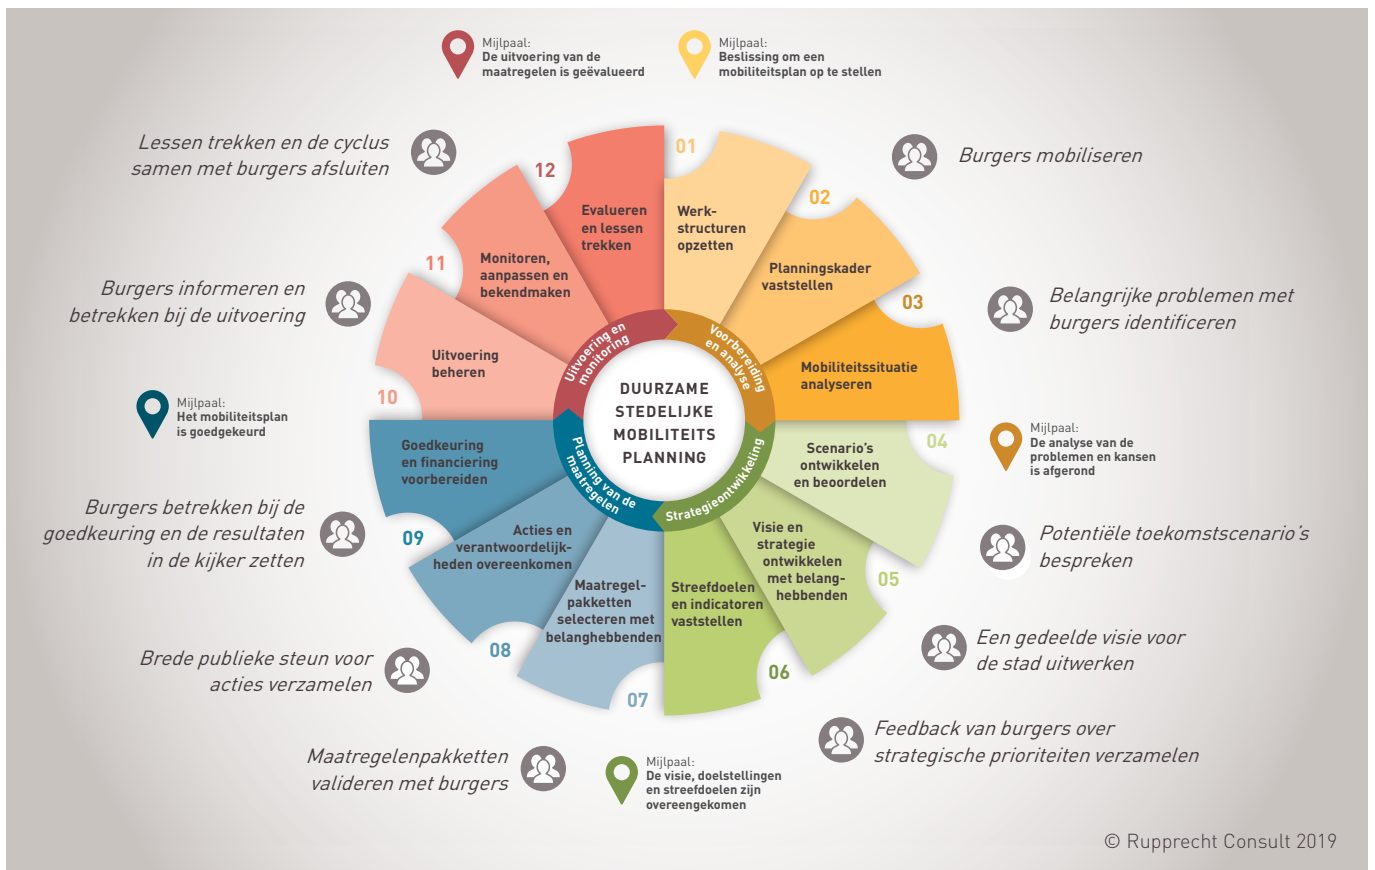 Mijlpaal:
De uitvoering van de
maatregelen is geëvalueerd
Mijlpaal:
Beslissing om een
mobiliteitsplan op te stellen
Lessen trekken en de cyclus
samen met burgers afsluiten
Burgers mobiliseren
12
Evalueren
en lessen
trekken
01
Werk-
structuren
opzetten
02
Planningskader
vaststellen
11
Monitoren,
aanpassen en
bekendmaken
03
Mobiliteitssituatie
analyseren
Burgers informeren en
betrekken bij de uitvoering
Belangrijke problemen met
burgers identificeren
10
Uitvoering
beheren
Uitvoering en
monitoring
Voorbereiding
en analyse
DUURZAME
STEDELIJKE
MOBILITEITS
PLANNING
Planning van de
maatregelen
Strategieontwikkeling
Mijlpaal:
Het mobiliteitsplan
is goedgekeurd
Goedkeuring
en financiering
voorbereiden
04
Scenario's
ontwikkelen
en beoordelen
Mijlpaal:
De analyse van de
problemen en kansen
is afgerond
Burgers betrekken bij de
goedkeuring en de resultaten
in de kijker zetten
09
Acties en
verantwoordelijk-
heden overeenkomen
Visie en
strategie
ontwikkelen
met belang-
hebbenden
05
Potentiële toekomstscenario's
bespreken
08
Maatregel-
pakketten
selecteren met
belanghebbenden
Streefdoelen
en indicatoren
vaststellen
06
07
Een gedeelde visie voor
de stad uitwerken
Brede publieke steun voor
acties verzamelen
Feedback van burgers over
strategische prioriteiten verzamelen
Maatregelenpakketten
valideren met burgers
Mijlpaal:
De visie, doelstellingen
en streefdoelen zijn
overeengekomen
© Rupprecht Consult 2019